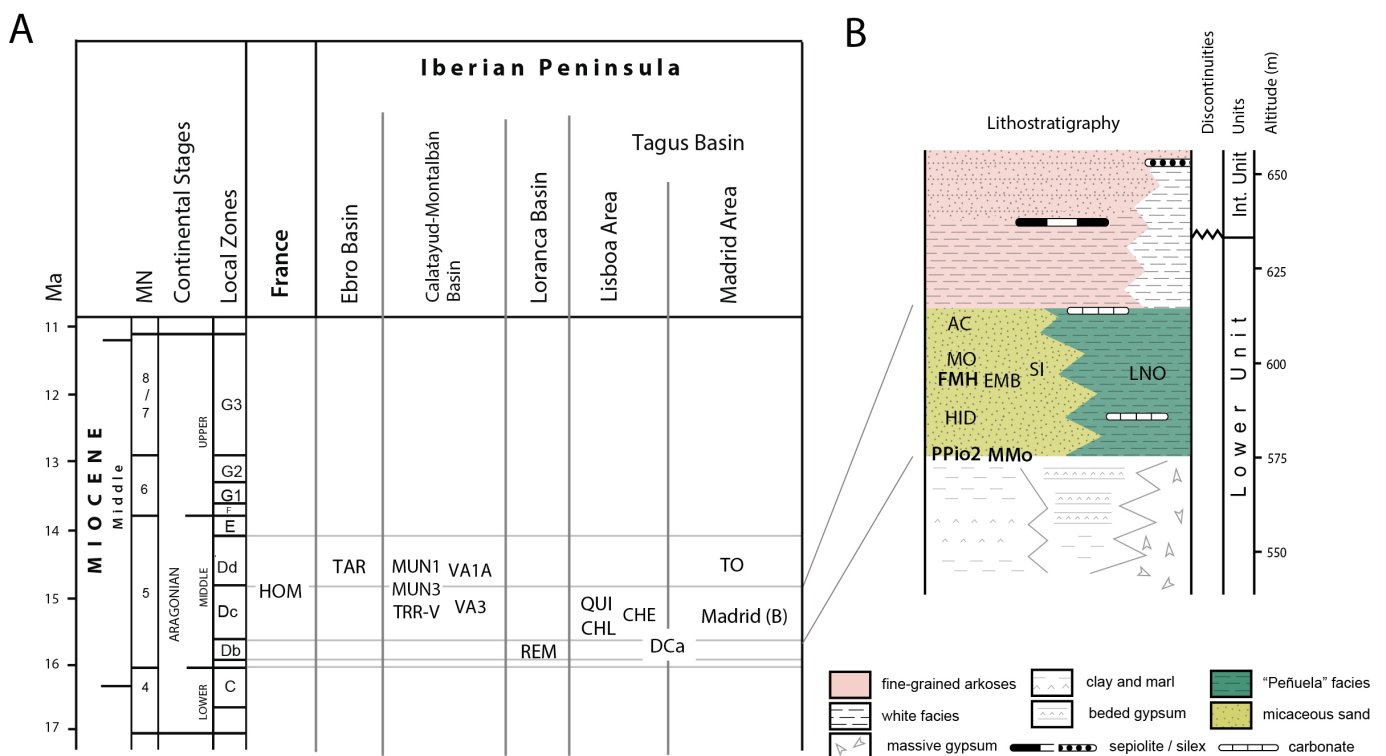 A
Iberian Peninsula
Tagus Basin
Ma
MN
Continental Stages
Local Zones
France
Ebro Basin
Calatayud-Montalbán
Basin
Loranca Basin
Lisboa Area
Madrid Area
11
12
13
14
15
16
17
MIOCENE
Middle
8
/
7
6
5
4
ARAGONIAN
UPPER
MIDDLE
LOWER
G3
G2
G1
F
E
Dd
Dc
Db
C
HOM
TAR
MUN1
VA1A
MUN3
TRR-V
VA3
REM
QUI
CHE
CHL
DCa
TO
Madrid (B)
B
Lithostratigraphy
Discontinuities
Units
Altitude (m)
Int. Unit
Lower Unit
650
625
600
575
550
AC
MO
SI
LNO
FMH EMB
HID
PPio2 MMo
fine-grained arkoses
clay and marl
"Peñuela" facies
white facies
beded gypsum
micaceous sand
massive gypsum
sepiolite / silex
carbonate